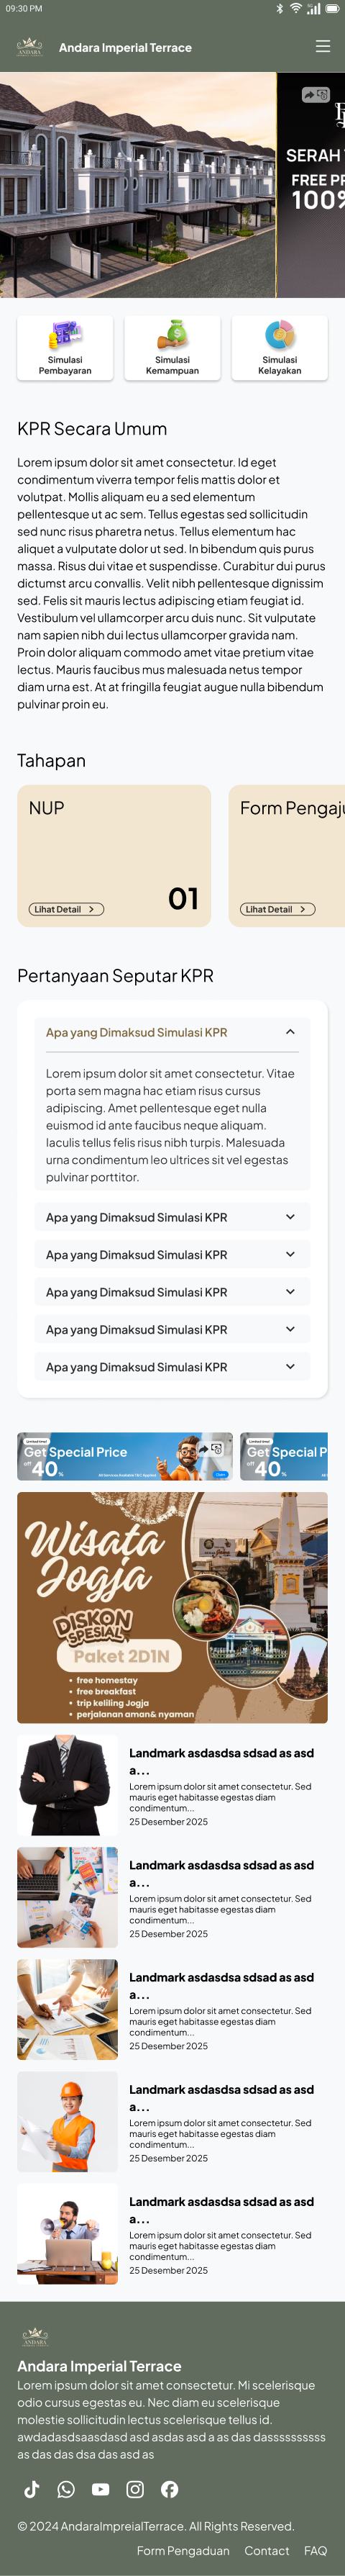 09:30 PM
ANDARA
Andara Imperial Terrace
SERAH
FREE
100%
Simulasi
Pembayaran
Simulasi
Kemampuan
Simulasi
Kelayakan
KPR Secara Umum
Lorem ipsum dolor sit amet consectetur. Id eget
condimentum viverra tempor felis mattis dolor et
volutpat. Mollis aliquam eu a sed elementum
pellentesque ut ac sem. Tellus egestas sed sollicitudin
sed nunc risus pharetra netus. Tellus elementum hac
aliquet a vulputate dolor ut sed. In bibendum quis purus
massa. Risus dui vitae et suspendisse. Curabitur dui purus
dictumst arcu convallis. Velit nibh pellentesque dignissim
sed. Felis sit mauris lectus adipiscing etiam feugiat id.
Vestibulum vel ullamcorper arcu duis nunc. Sit vulputate
nam sapien nibh dui lectus ullamcorper gravida nam.
Proin dolor aliquam commodo amet vitae pretium vitae
lectus. Mauris faucibus mus malesuada netus tempor
diam urna est. At at fringilla feugiat augue nulla bibendum
pulvinar proin eu.
Tahapan
NUP
Lihat Detail
01
Form Pengaju
Lihat Detail
Pertanyaan Seputar KPR
Apa yang Dimaksud Simulasi KPR
Lorem ipsum dolor sit amet consectetur. Vitae
porta sem magna hac etiam risus cursus
adipiscing. Amet pellentesque eget nulla
euismod id ante faucibus neque aliquam.
Iaculis tellus felis risus nibh turpis. Malesuada
urna condimentum leo ultrices sit vel egestas
pulvinar porttitor.
Apa yang Dimaksud Simulasi KPR
Apa yang Dimaksud Simulasi KPR
Apa yang Dimaksud Simulasi KPR
Apa yang Dimaksud Simulasi KPR
Apa yang Dimaksud Simulasi KPR
Limited time!
Get Special Price
off 40%
Limited time!
Get Special P
off 40%
Wisata
Jogja
DISKON
SPESIAL
Paket 2D1N
• free homestay
• free breakfast
• trip keliling Jogja
• perjalanan aman& nyaman
Landmark asdasdsa sdsad as asd
a...
Lorem ipsum dolor sit amet consectetur. Sed
mauris eget habitasse egestas diam
condimentum...
25 Desember 2025
Landmark asdasdsa sdsad as asd
a...
Lorem ipsum dolor sit amet consectetur. Sed
mauris eget habitasse egestas diam
condimentum...
25 Desember 2025
Landmark asdasdsa sdsad as asd
a...
Lorem ipsum dolor sit amet consectetur. Sed
mauris eget habitasse egestas diam
condimentum...
25 Desember 2025
Landmark asdasdsa sdsad as asd
a...
Lorem ipsum dolor sit amet consectetur. Sed
mauris eget habitasse egestas diam
condimentum...
25 Desember 2025
Landmark asdasdsa sdsad as asd
a...
Lorem ipsum dolor sit amet consectetur. Sed
mauris eget habitasse egestas diam
condimentum...
25 Desember 2025
ANDARA
Andara Imperial Terrace
Lorem ipsum dolor sit amet consectetur. Mi scelerisque
odio cursus egestas eu. Nec diam eu scelerisque
molestie sollicitudin lectus scelerisque tellus id.
awdadasdsaasdasd asd asdas asd a as das dasssssssssss
as das das dsa das asd as
© 2024 AndaraImpreialTerrace. All Rights Reserved.
Form Pengaduan Contact FAQ